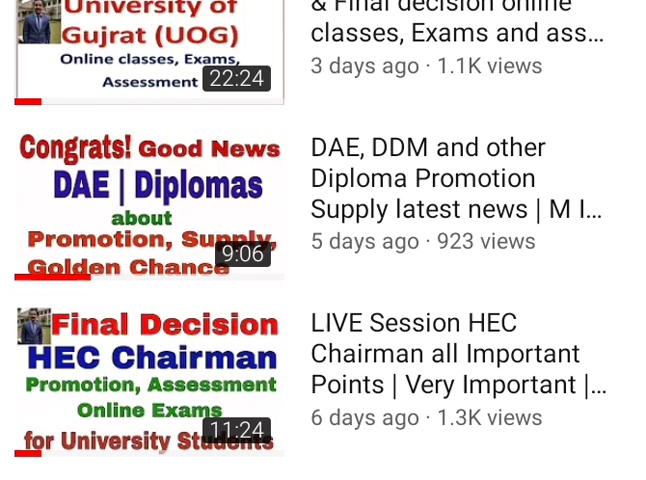 University of
Gujrat (UOG)
Online classes, Exams,
Assessment
22:24
& Final decision online
classes, Exams and ass...
3 days ago · 1.1K views
Congrats! Good News
DAE | Diplomas
about
Promotion, Supply,
Golden Chance
9:06
DAE, DDM and other
Diploma Promotion
Supply latest news | M I...
5 days ago · 923 views
Final Decision
HEC Chairman
Promotion, Assessment
Online Exams
for University Students
11:24
LIVE Session HEC
Chairman all Important
Points | Very Important |...
6 days ago · 1.3K views